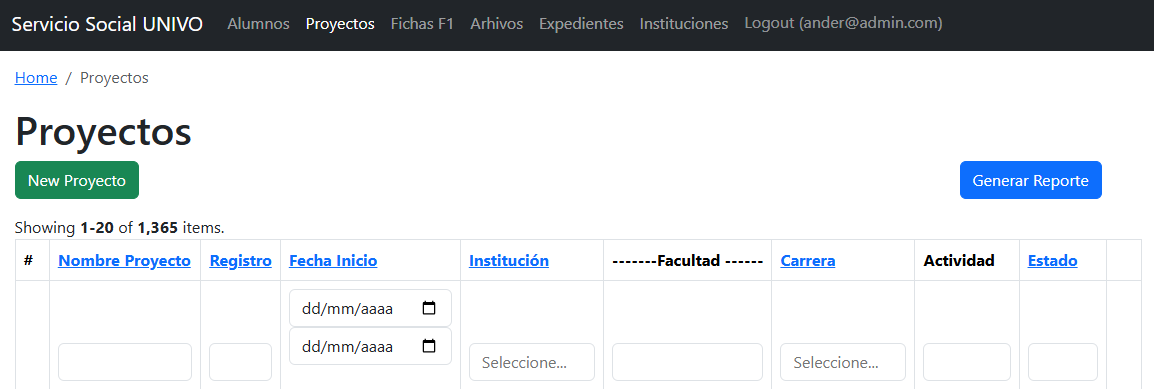 Servicio Social UNIVO Alumnos Proyectos Fichas F1 Arhivos Expedientes Instituciones Logout (ander@admin.com)
Home / Proyectos
Proyectos
New Proyecto Generar Reporte
Showing 1-20 of 1,365 items.
# Nombre Proyecto Registro Fecha Inicio Institución -------Facultad ------ Carrera Actividad Estado
dd/mm/aaaa
dd/mm/aaaa
Seleccione... Seleccione...